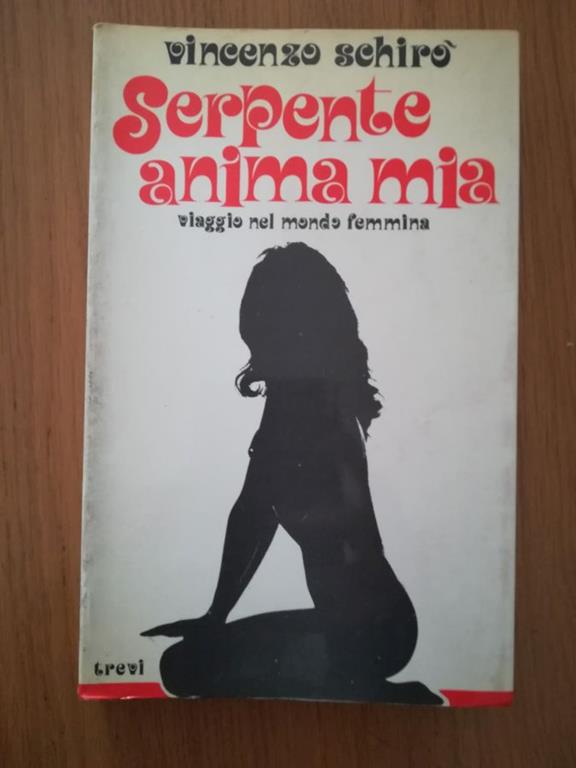 vincenzo schirò
Serpente
anima mia
viaggio nel mondo femmina
trevi